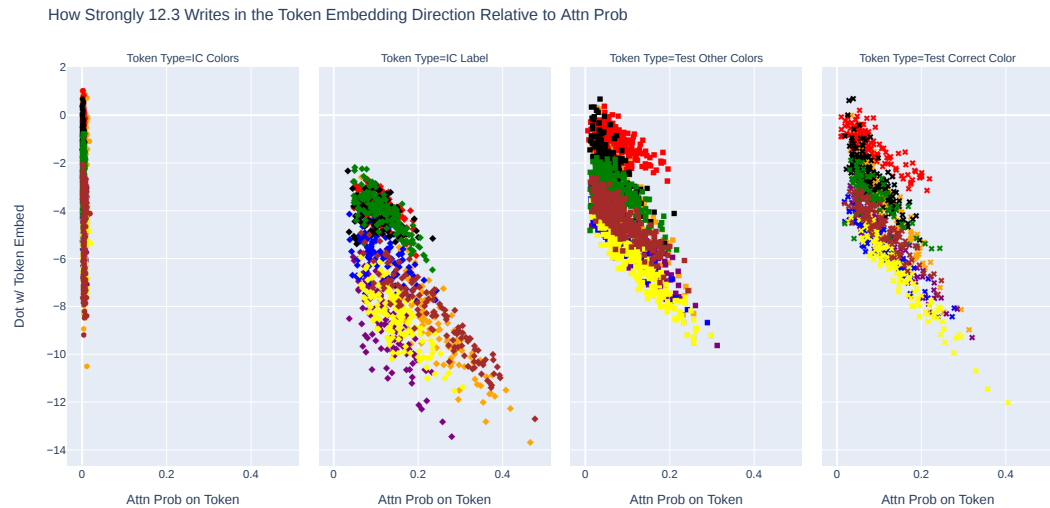 How Strongly 12.3 Writes in the Token Embedding Direction Relative to Attn Prob
Token Type=IC Colors
Token Type=IC Label
Token Type=Test Other Colors
Token Type=Test Correct Color
Dot w/ Token Embed
2
0
−2
−4
−6
−8
−10
−12
−14
0 0.2 0.4
0 0.2 0.4
0 0.2 0.4
0 0.2 0.4
Attn Prob on Token
Attn Prob on Token
Attn Prob on Token
Attn Prob on Token